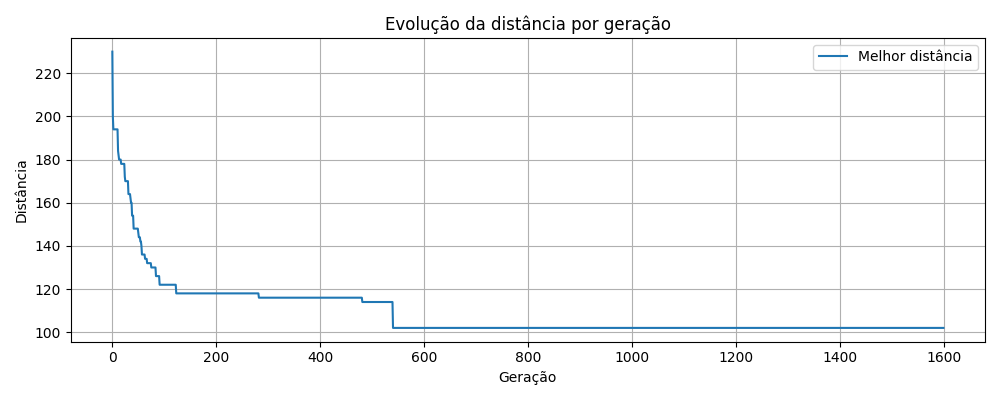 Evolução da distância por geração
Melhor distância
Distância
220
200
180
160
140
120
100
0 200 400 600 800 1000 1200 1400 1600
Geração